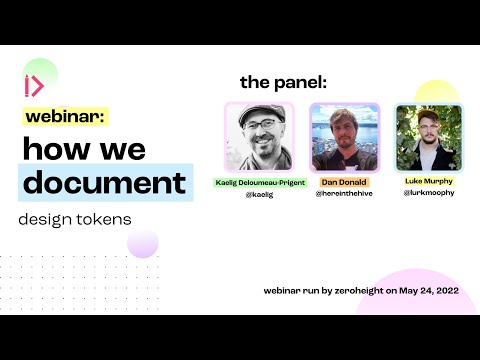 webinar:
how we
document
design tokens
the panel:
Kaelig Deloumeau-Prigent
@kaelig
Dan Donald
@hereinthehive
Luke Murphy
@lurkmoophy
webinar run by zeroheight on May 24, 2022